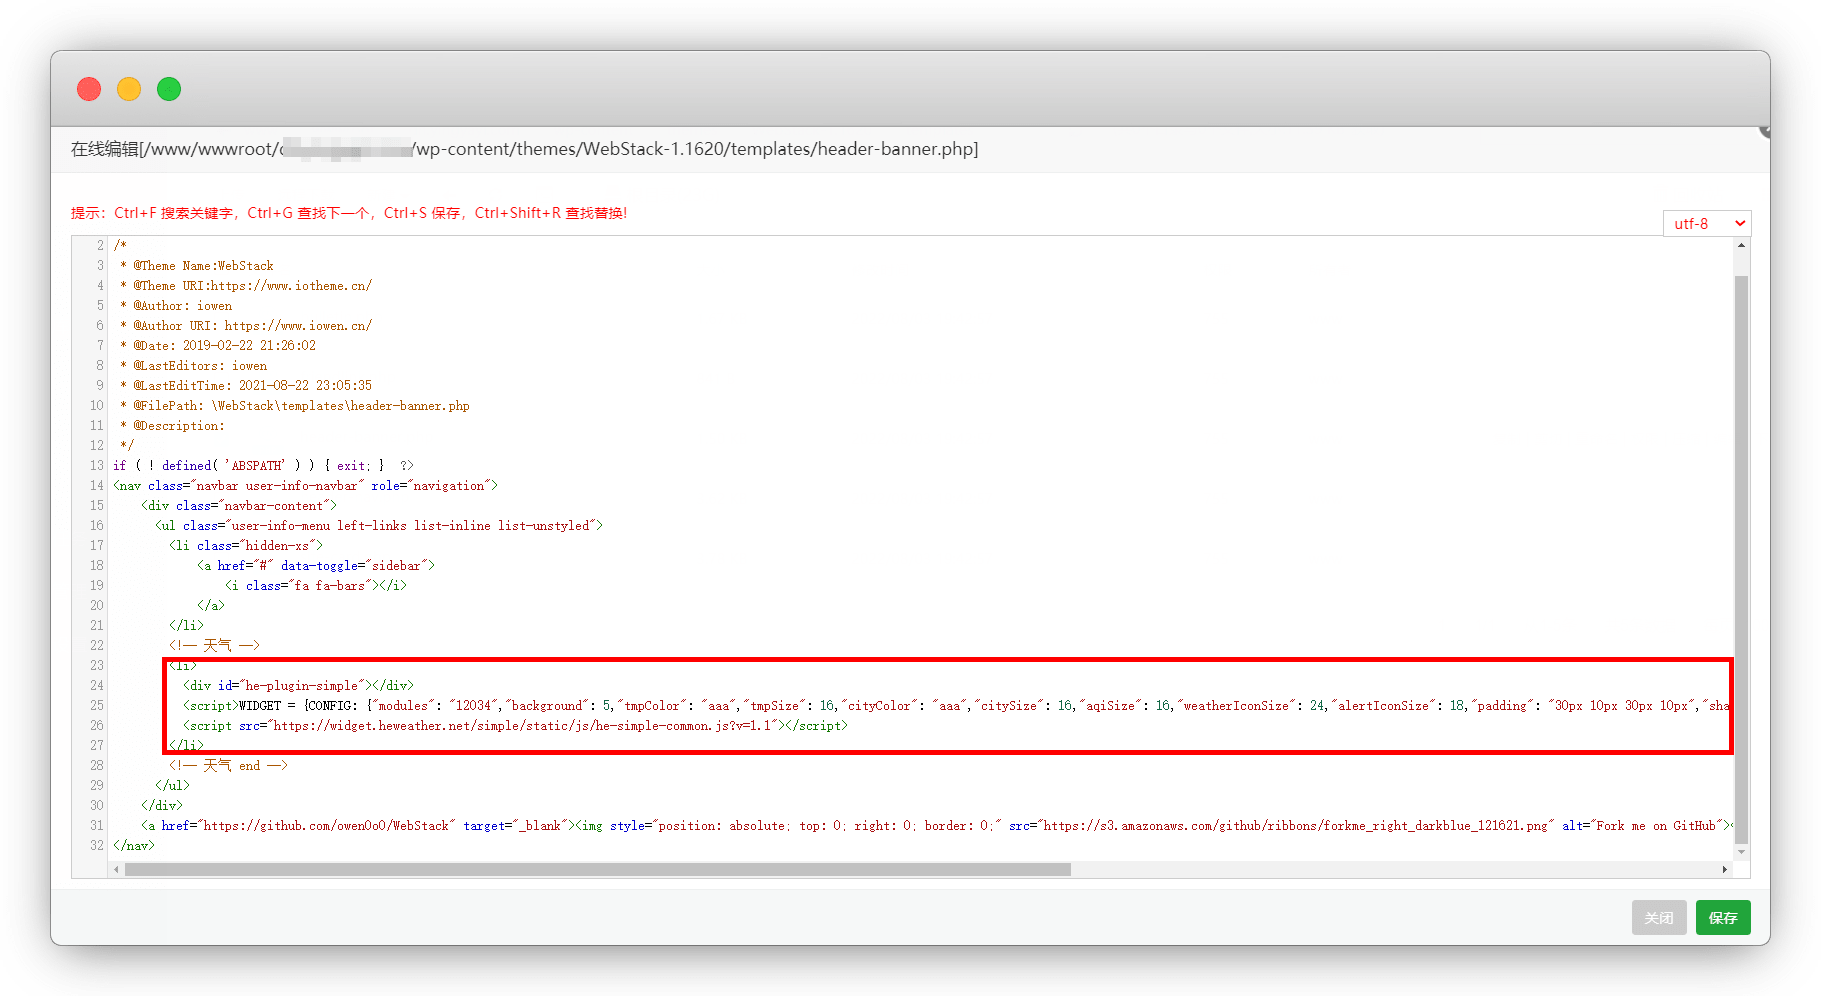 在线编辑[/www/wwwroot/ /wp-content/themes/WebStack-1.1620/templates/header-banner.php]
提示：Ctrl+F 搜索关键字，Ctrl+G 查找下一个，Ctrl+S 保存，Ctrl+Shift+R 查找替换!
utf-8
2 /*
3  * @Theme Name:WebStack
4  * @Theme URI:https://www.iotheme.cn/
5  * @Author: iowen
6  * @Author URI: https://www.iowen.cn/
7  * @Date: 2019-02-22 21:26:02
8  * @LastEditors: iowen
9  * @LastEditTime: 2021-08-22 23:05:35
10  * @FilePath: \WebStack\templates\header-banner.php
11  * @Description:
12  */
13 if ( ! defined( 'ABSPATH' ) ) { exit; }  ?>
14 <nav class="navbar user-info-navbar" role="navigation">
15     <div class="navbar-content">
16       <ul class="user-info-menu left-links list-inline list-unstyled">
17         <li class="hidden-xs">
18             <a href="#" data-toggle="sidebar">
19                 <i class="fa fa-bars"></i>
20             </a>
21         </li>
22         <!-- 天气 -->
23         <li>
24           <div id="he-plugin-simple"></div>
25           <script>WIDGET = {CONFIG: {"modules": "12034","background": 5,"tmpColor": "aaa","tmpSize": 16,"cityColor": "aaa","citySize": 16,"aqiSize": 16,"weatherIconSize": 24,"alertIconSize": 18,"padding": "30px 10px 30px 10px","sha
26           <script src="https://widget.heweather.net/simple/static/js/he-simple-common.js?v=1.1"></script>
27         </li>
28         <!-- 天气 end -->
29       </ul>
30     </div>
31     <a href="https://github.com/owen0o0/WebStack" target="_blank"><img style="position: absolute; top: 0; right: 0; border: 0;" src="https://s3.amazonaws.com/github/ribbons/forkme_right_darkblue_121621.png" alt="Fork me on GitHub"><
32 </nav>
关闭 保存